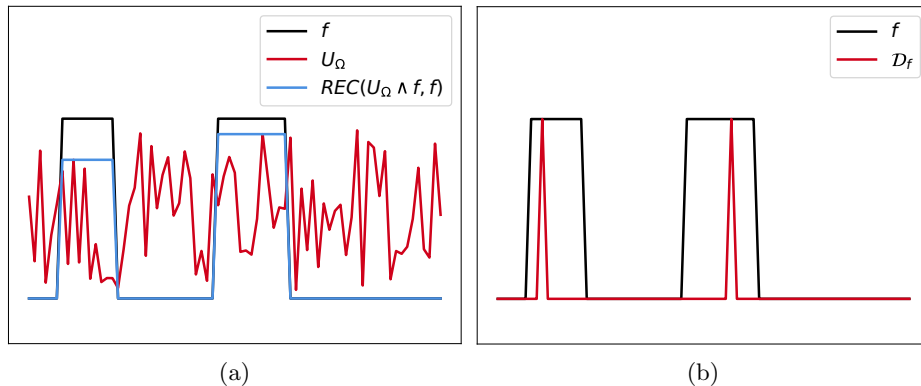 f
U_Ω
REC(U_Ω ∧ f, f)
f
𝒟_f
(a)
(b)